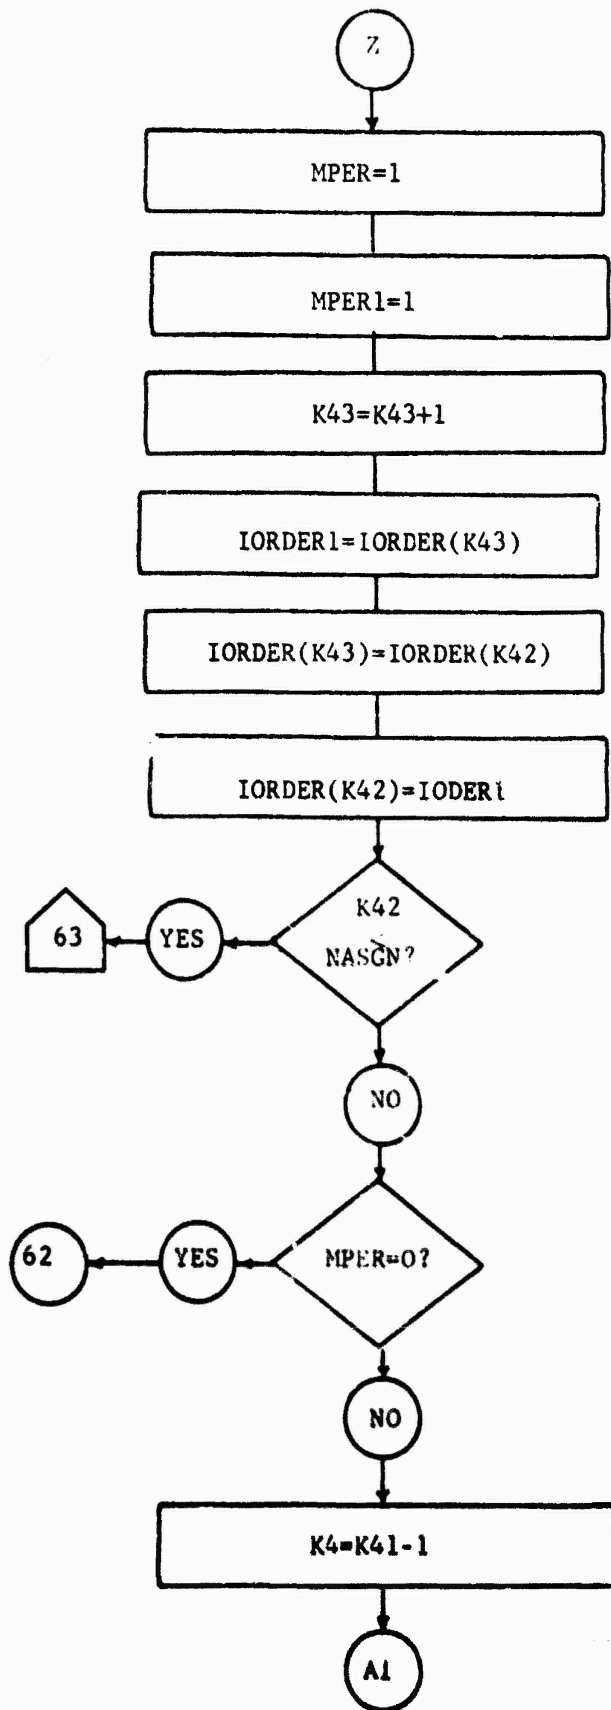 Z
MPER=1
MPER1=1
K43=K43+1
IORDER1=IORDER(K43)
IORDER(K43)=IORDER(K42)
IORDER(K42)=IODER1
K42
>
NASGN?
YES
63
NO
MPER=0?
YES
62
NO
K4=K41-1
A1